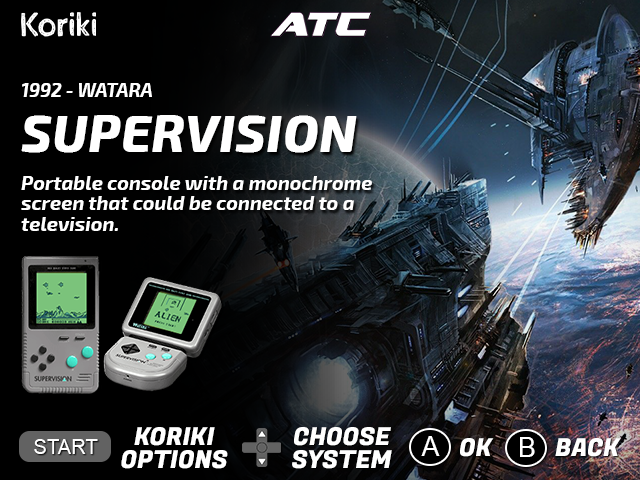 Koriki
ATC
1992 - WATARA
SUPERVISION
Portable console with a monochrome
screen that could be connected to a
television.
ALIEN
SUPERVISION
SUPERVISION
START
KORIKI
OPTIONS
CHOOSE
SYSTEM
A OK
B BACK